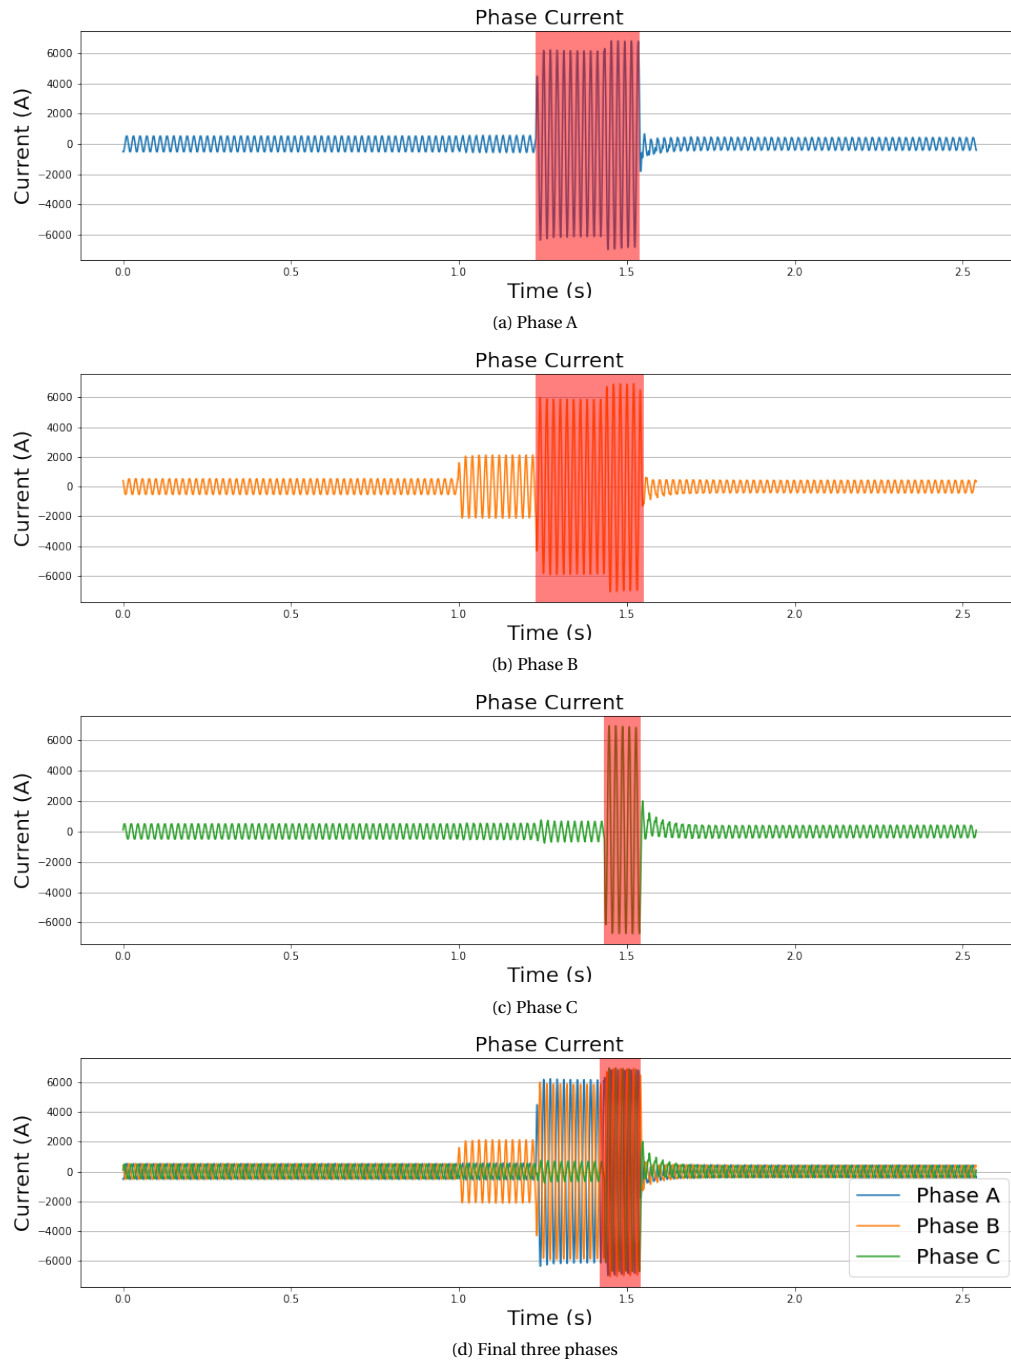 Phase Current
6000
4000
2000
0
−2000
−4000
−6000
Current (A)
0.0 0.5 1.0 1.5 2.0 2.5
Time (s)
(a) Phase A
Phase Current
6000
4000
2000
0
−2000
−4000
−6000
Current (A)
0.0 0.5 1.0 1.5 2.0 2.5
Time (s)
(b) Phase B
Phase Current
6000
4000
2000
0
−2000
−4000
−6000
Current (A)
0.0 0.5 1.0 1.5 2.0 2.5
Time (s)
(c) Phase C
Phase Current
6000
4000
2000
0
−2000
−4000
−6000
Current (A)
Phase A
Phase B
Phase C
0.0 0.5 1.0 1.5 2.0 2.5
Time (s)
(d) Final three phases